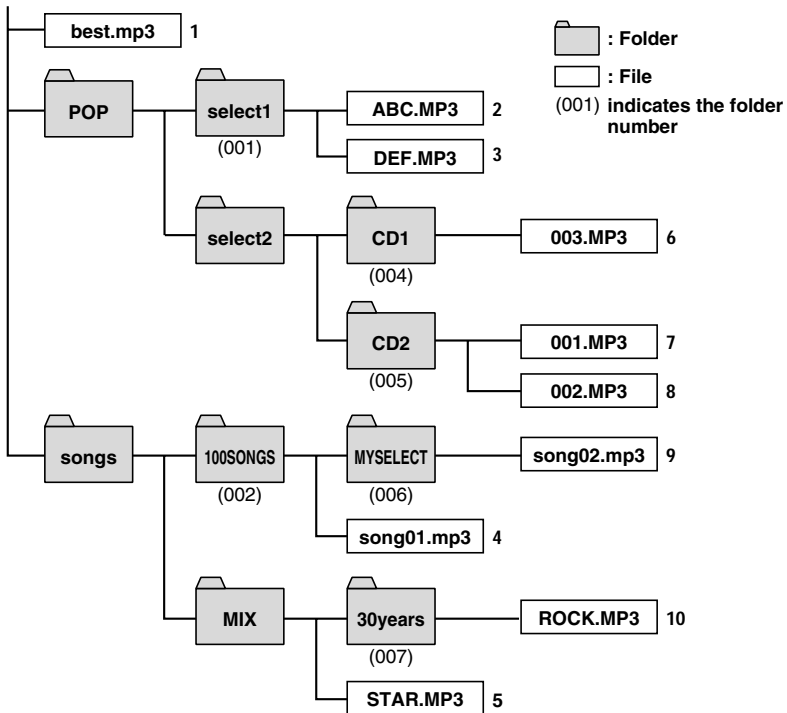 best.mp3 1
: Folder
: File
(001) indicates the folder
number
POP
select1
(001)
ABC.MP3 2
DEF.MP3 3
select2
CD1
(004)
003.MP3 6
CD2
(005)
001.MP3 7
002.MP3 8
songs
100SONGS
(002)
MYSELECT
(006)
song02.mp3 9
song01.mp3 4
MIX
30years
(007)
ROCK.MP3 10
STAR.MP3 5